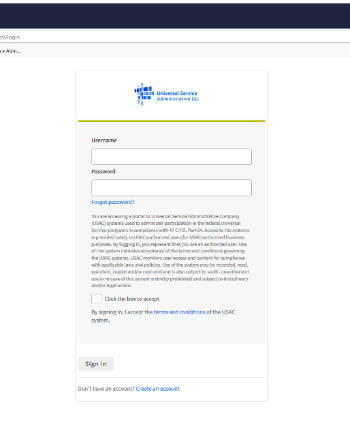 al/login
ce Adm...
Universal Service
Administrative Co.
Username
Password
Forgot password?
You are accessing a portal to Universal Service Administrative Company
(USAC) systems used to administer participation in the federal Universal
Service programs in compliance with 47 C.F.R. Part 54. Access to the systems
is provided solely to USAC-authorized users for USAC-authorized business
purposes. By logging in, you represent that you are an authorized user. Use
of this system indicates acceptance of the terms and conditions governing
the USAC systems. USAC monitors user access and content for compliance
with applicable laws and policies. Use of the system may be recorded, read,
searched, copied and/or captured and is also subject to audit. Unauthorized
use or misuse of this system is strictly prohibited and subject to disciplinary
and/or legal action.
Click the box to accept
By signing in, I accept the terms and conditions of the USAC
system.
Sign in
Don't have an account? Create an account